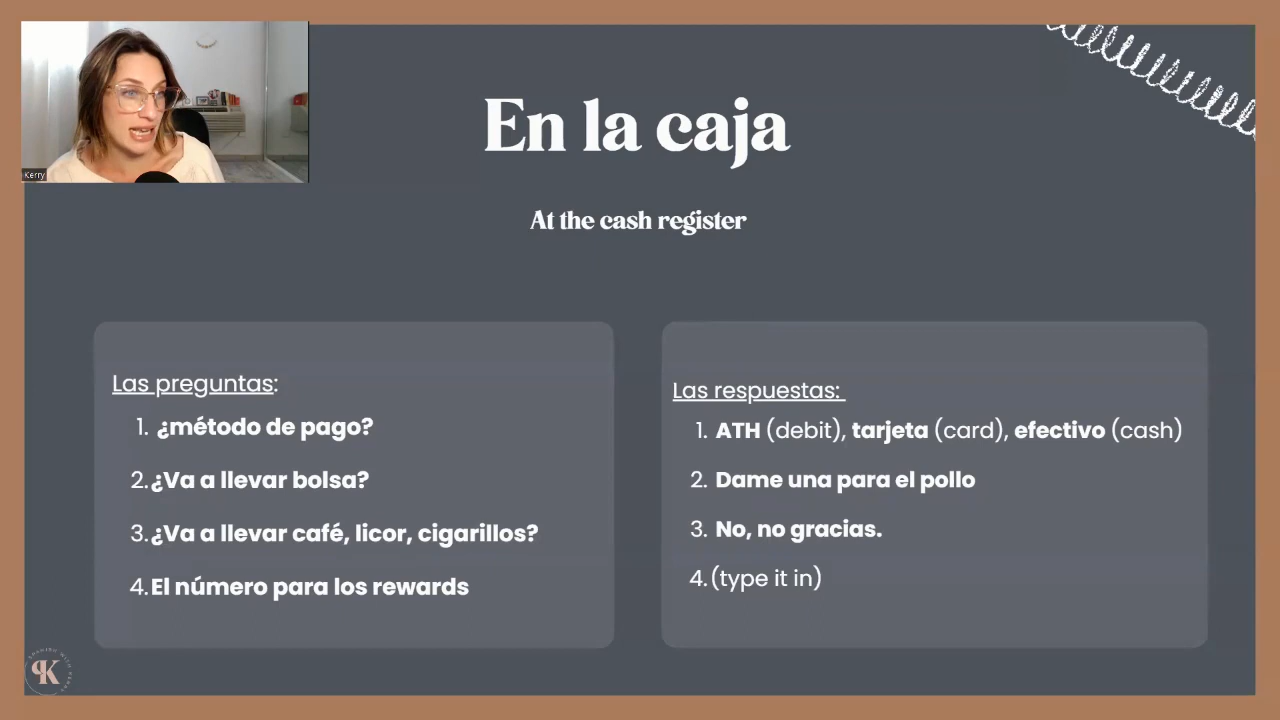 Kerry
En la caja
At the cash register
Las preguntas:
1. ¿método de pago?
2. ¿Va a llevar bolsa?
3. ¿Va a llevar café, licor, cigarillos?
4. El número para los rewards
Las respuestas:
1. ATH (debit), tarjeta (card), efectivo (cash)
2. Dame una para el pollo
3. No, no gracias.
4. (type it in)
PK